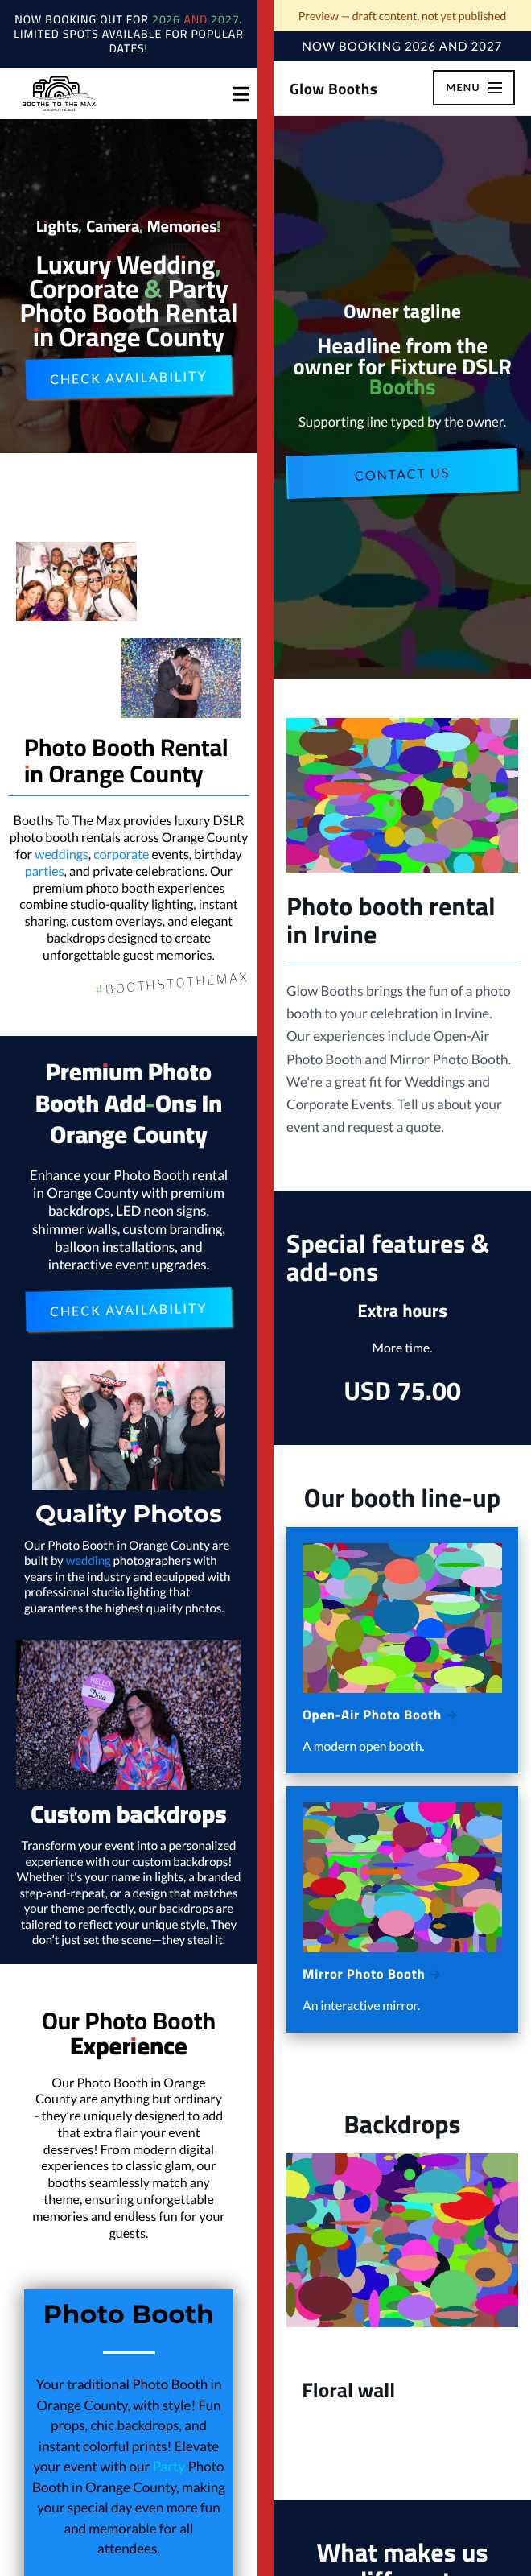 NOW BOOKING OUT FOR 2026 AND 2027.
LIMITED SPOTS AVAILABLE FOR POPULAR
DATES!
BOOTHS TO THE MAX
Lights, Camera, Memories!
Luxury Wedding,
Corporate & Party
Photo Booth Rental
in Orange County
CHECK AVAILABILITY
Photo Booth Rental
in Orange County
Booths To The Max provides luxury DSLR
photo booth rentals across Orange County
for weddings, corporate events, birthday
parties, and private celebrations. Our
premium photo booth experiences
combine studio-quality lighting, instant
sharing, custom overlays, and elegant
backdrops designed to create
unforgettable guest memories.
#BOOTHSTOTHEMAX
Premium Photo
Booth Add-Ons In
Orange County
Enhance your Photo Booth rental
in Orange County with premium
backdrops, LED neon signs,
shimmer walls, custom branding,
balloon installations, and
interactive event upgrades.
CHECK AVAILABILITY
Quality Photos
Our Photo Booth in Orange County are
built by wedding photographers with
years in the industry and equipped with
professional studio lighting that
guarantees the highest quality photos.
HELLO
Diva
Custom backdrops
Transform your event into a personalized
experience with our custom backdrops!
Whether it's your name in lights, a branded
step-and-repeat, or a design that matches
your theme perfectly, our backdrops are
tailored to reflect your unique style. They
don't just set the scene—they steal it.
Our Photo Booth
Experience
Our Photo Booth in Orange
County are anything but ordinary
- they're uniquely designed to add
that extra flair your event
deserves! From modern digital
experiences to classic glam, our
booths seamlessly match any
theme, ensuring unforgettable
memories and endless fun for your
guests.
Photo Booth
Your traditional Photo Booth in
Orange County, with style! Fun
props, chic backdrops, and
instant colorful prints! Elevate
your event with our Party Photo
Booth in Orange County, making
your special day even more fun
and memorable for all
attendees.
Preview — draft content, not yet published
NOW BOOKING 2026 AND 2027
Glow Booths
MENU
Owner tagline
Headline from the
owner for Fixture DSLR
Booths
Supporting line typed by the owner.
CONTACT US
Photo booth rental
in Irvine
Glow Booths brings the fun of a photo
booth to your celebration in Irvine.
Our experiences include Open-Air
Photo Booth and Mirror Photo Booth.
We're a great fit for Weddings and
Corporate Events. Tell us about your
event and request a quote.
Special features &
add-ons
Extra hours
More time.
USD 75.00
Our booth line-up
Open-Air Photo Booth →
A modern open booth.
Mirror Photo Booth →
An interactive mirror.
Backdrops
Floral wall
What makes us